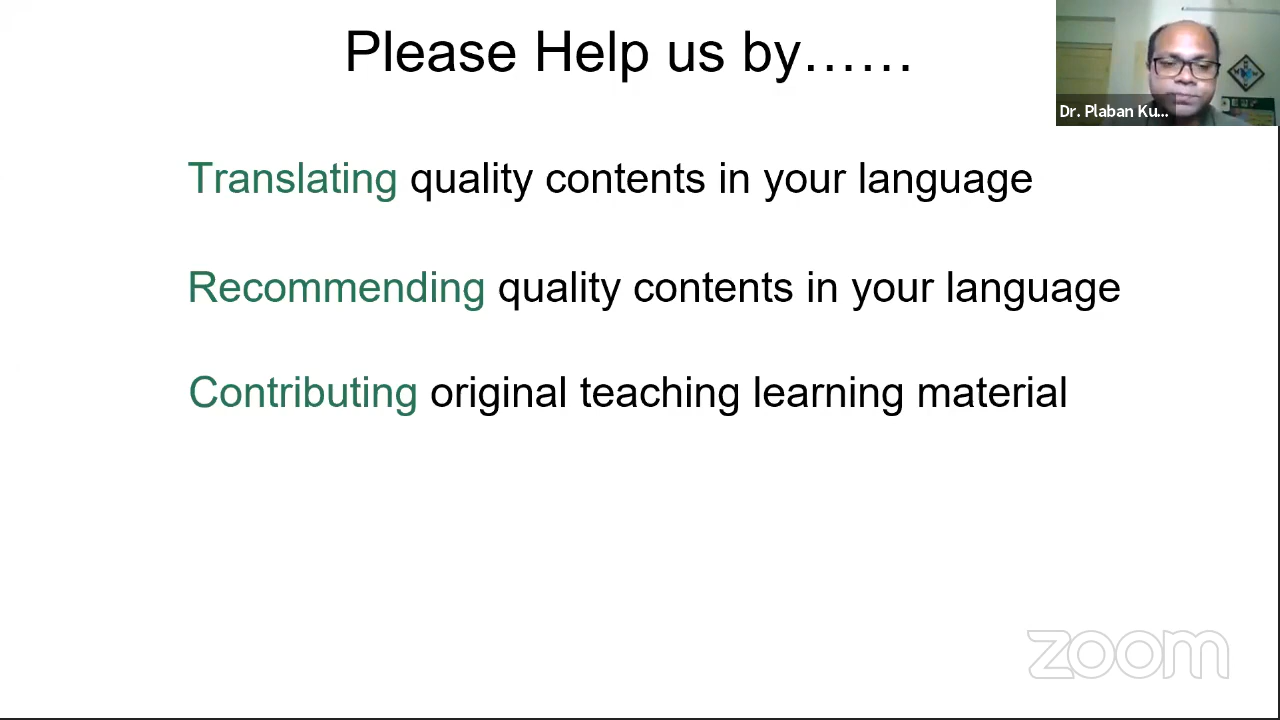 Please Help us by……
Dr. Plaban Ku...
Translating quality contents in your language
Recommending quality contents in your language
Contributing original teaching learning material
zoom